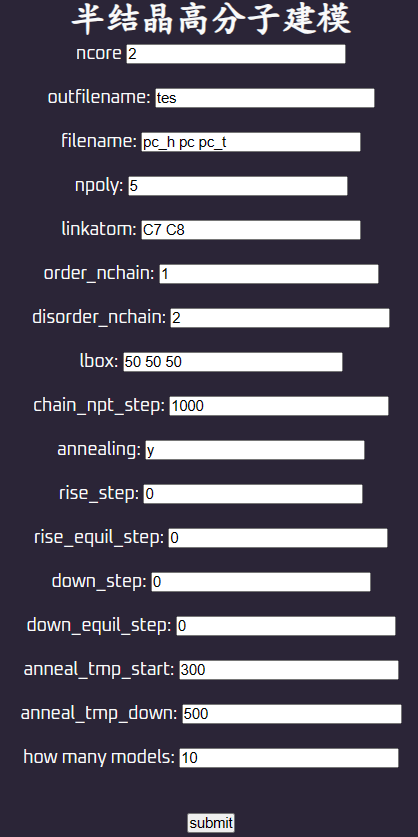 半结晶高分子建模
ncore 2
outfilename: tes
filename: pc_h pc pc_t
npoly: 5
linkatom: C7 C8
order_nchain: 1
disorder_nchain: 2
lbox: 50 50 50
chain_npt_step: 1000
annealing: y
rise_step: 0
rise_equil_step: 0
down_step: 0
down_equil_step: 0
anneal_tmp_start: 300
anneal_tmp_down: 500
how many models: 10
submit